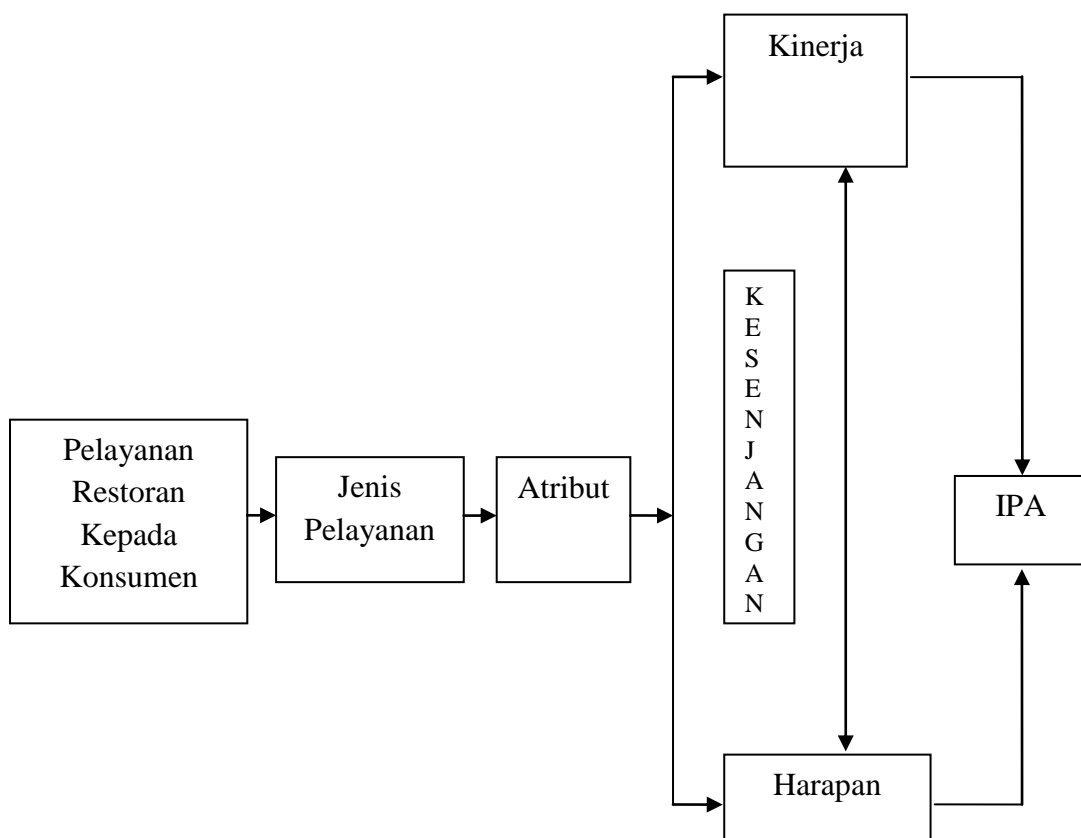 Kinerja
K
E
S
E
N
J
A
N
G
A
N
Pelayanan
Restoran
Kepada
Konsumen
Jenis
Pelayanan
Atribut
IPA
Harapan